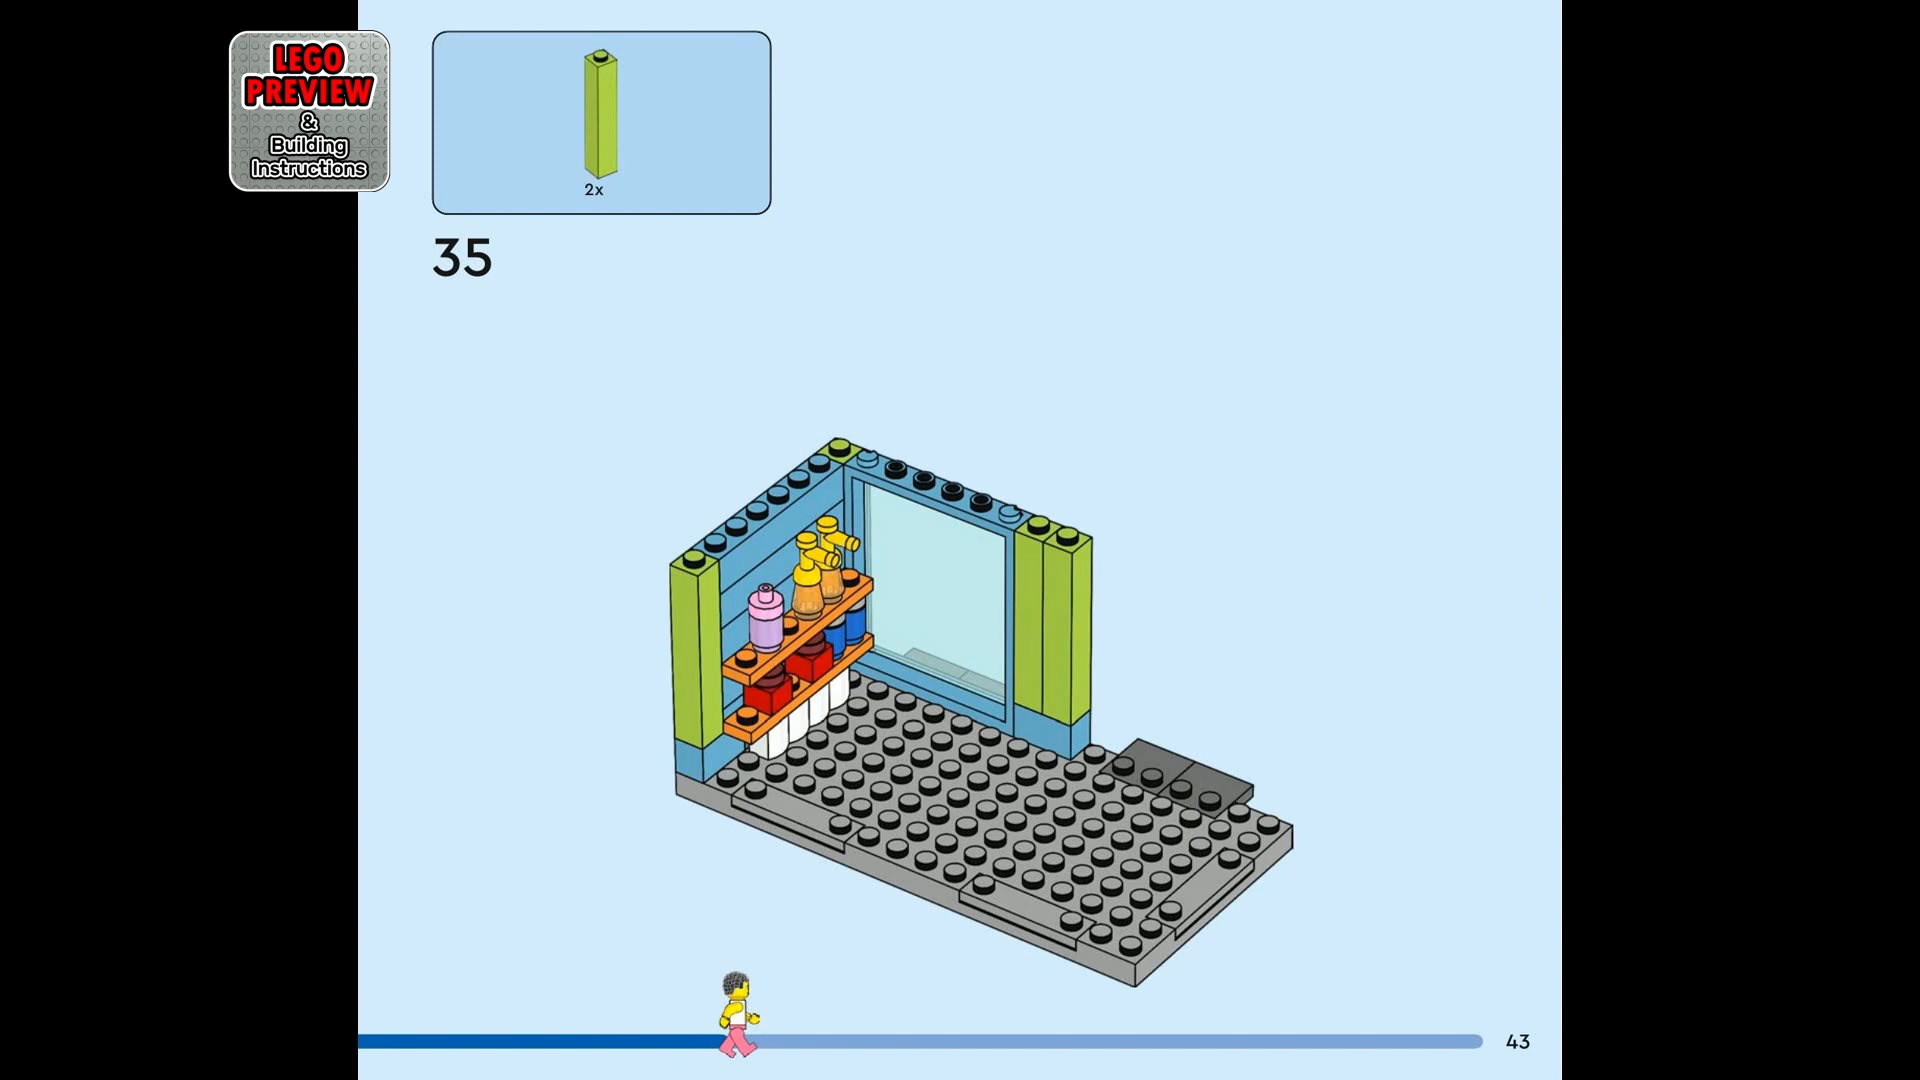 LEGO
PREVIEW
&
Building
Instructions
2x
35
43